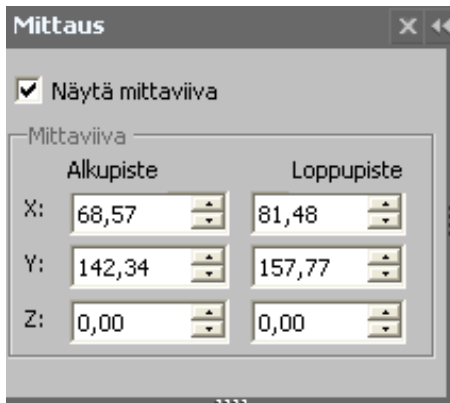 Mittaus
Näytä mittaviiva
Mittaviiva
Alkupiste Loppupiste
X: 68,57 81,48
Y: 142,34 157,77
Z: 0,00 0,00